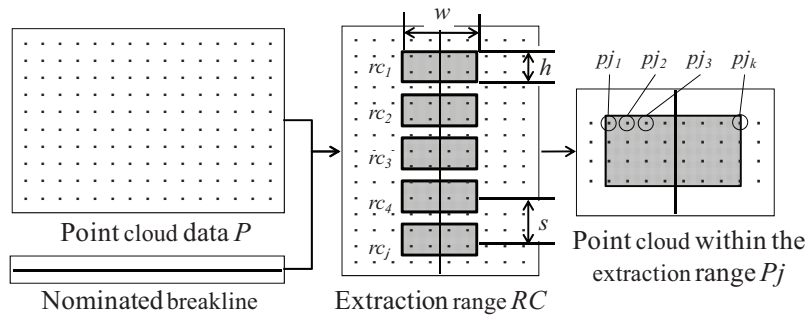 Point cloud data P
Nominated breakline
w
h
rc1
rc2
rc3
rc4
rcj
s
Extraction range RC
pj1 pj2 pj3 pjk
Point cloud within the
extraction range Pj